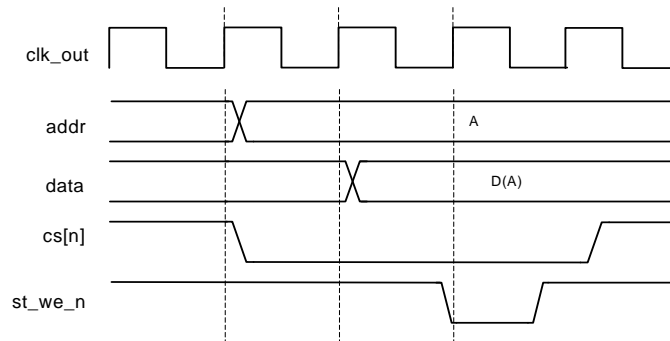 clk_out
addr
A
data
D(A)
cs[n]
st_we_n